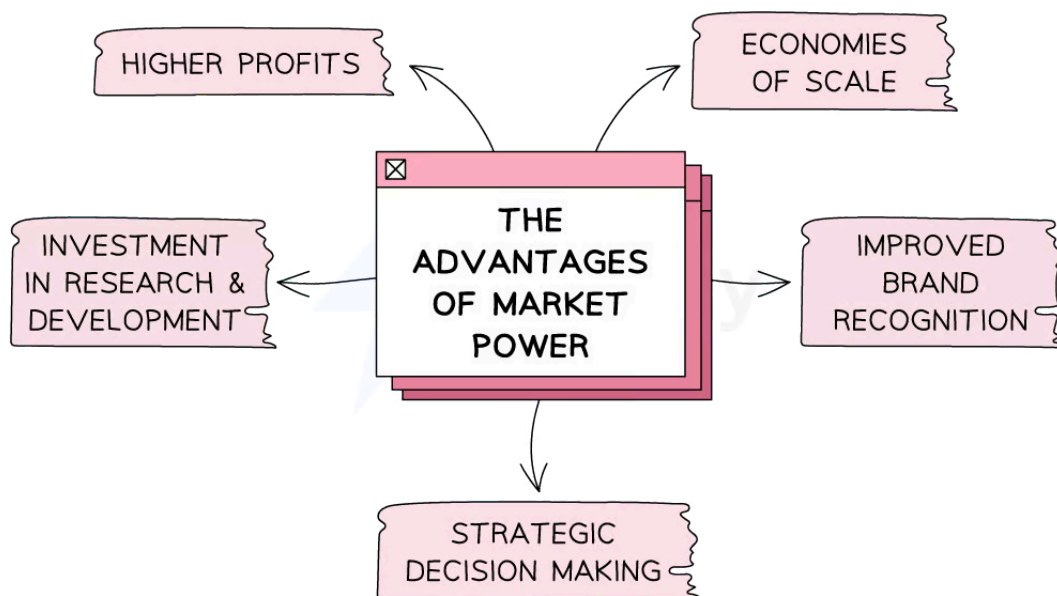 HIGHER PROFITS
ECONOMIES
OF SCALE
THE
ADVANTAGES
OF MARKET
POWER
INVESTMENT
IN RESEARCH &
DEVELOPMENT
IMPROVED
BRAND
RECOGNITION
STRATEGIC
DECISION MAKING